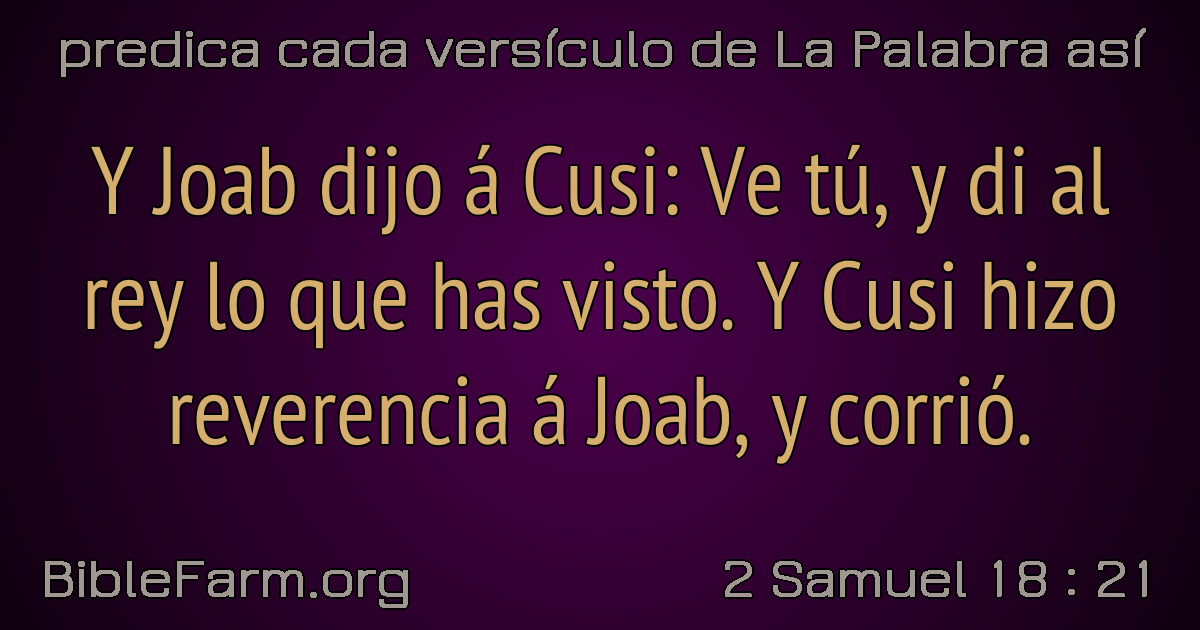 predica cada versículo de La Palabra así
Y Joab dijo á Cusi: Ve tú, y di al
rey lo que has visto. Y Cusi hizo
reverencia á Joab, y corrió.
BibleFarm.org
2 Samuel 18 : 21